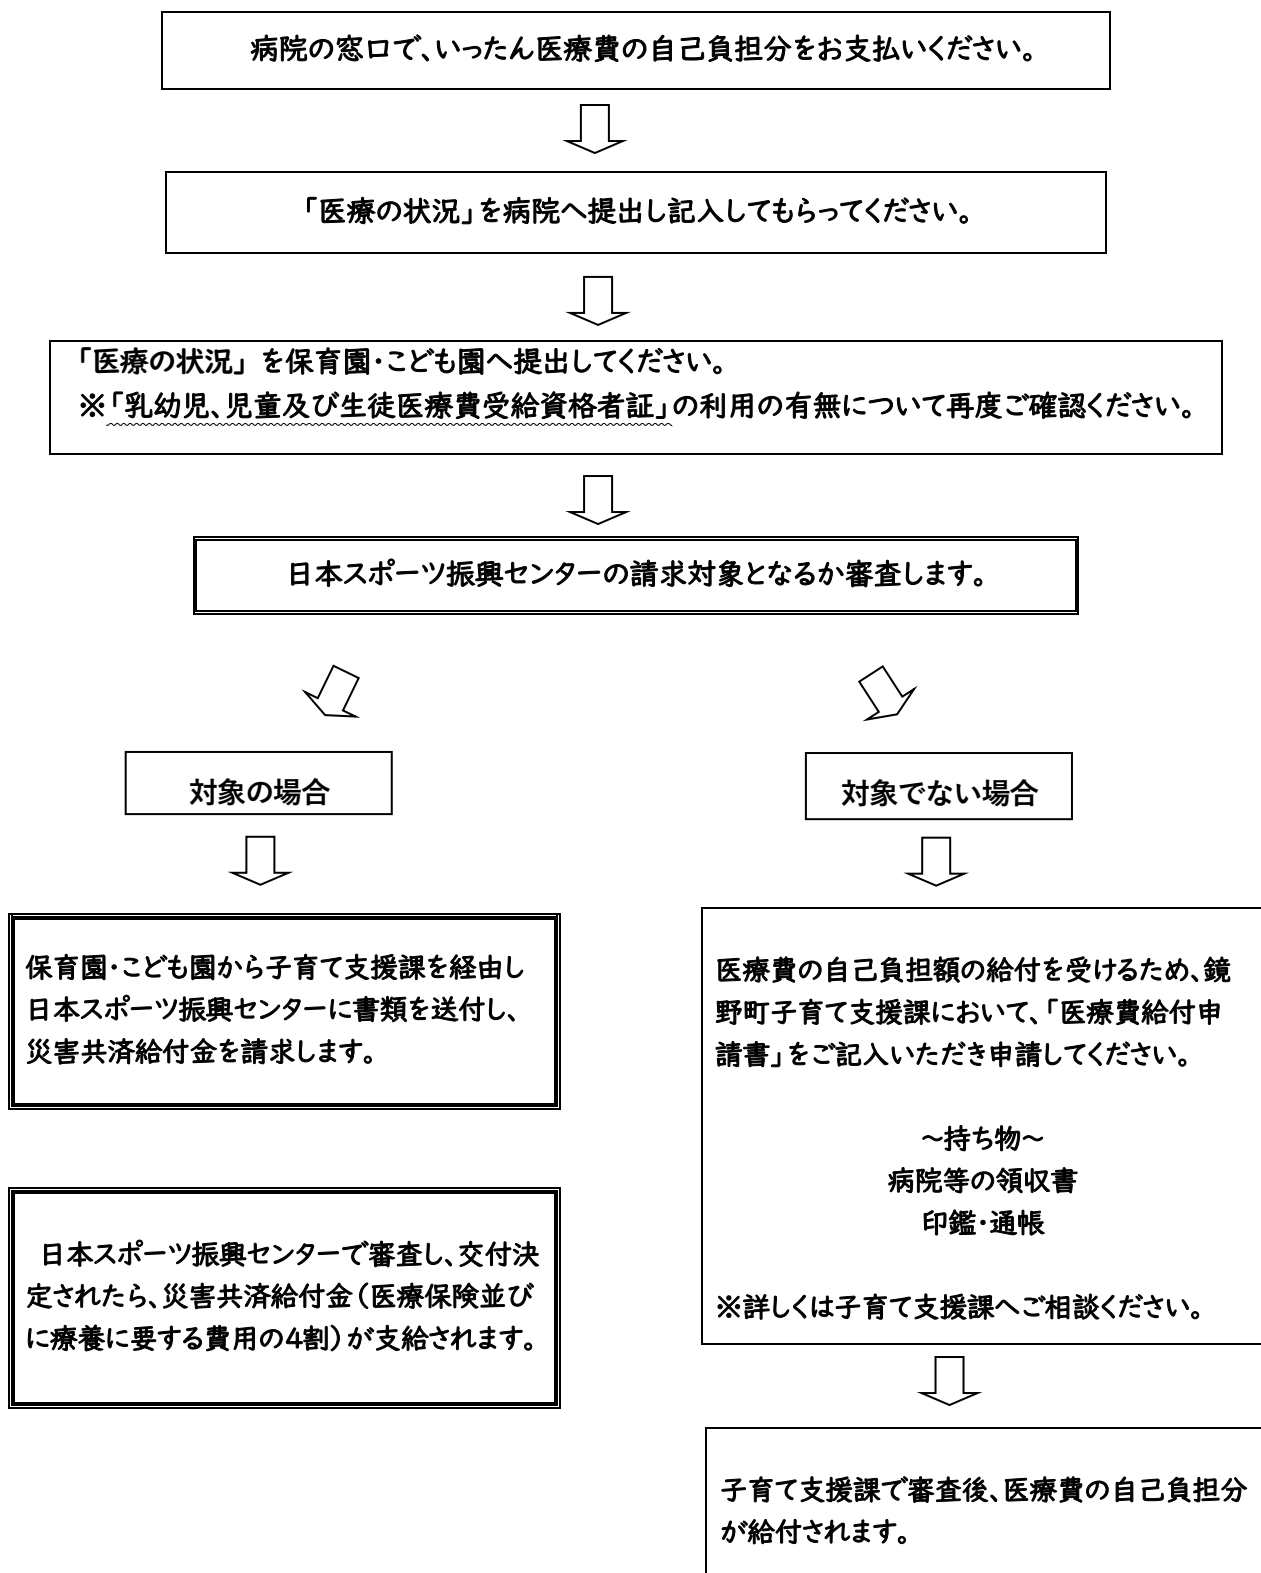 病院の窓口で、いったん医療費の自己負担分をお支払いください。
「医療の状況」を病院へ提出し記入してもらってください。
「医療の状況」を保育園・こども園へ提出してください。
※「乳幼児、児童及び生徒医療費受給資格者証」の利用の有無について再度ご確認ください。
日本スポーツ振興センターの請求対象となるか審査します。
対象の場合
保育園・こども園から子育て支援課を経由し
日本スポーツ振興センターに書類を送付し、
災害共済給付金を請求します。
日本スポーツ振興センターで審査し、交付決
定されたら、災害共済給付金(医療保険並び
に療養に要する費用の4割)が支給されます。
対象でない場合
医療費の自己負担額の給付を受けるため、鏡
野町子育て支援課において、「医療費給付申
請書」をご記入いただき申請してください。
~持ち物~
病院等の領収書
印鑑・通帳
※詳しくは子育て支援課へご相談ください。
子育て支援課で審査後、医療費の自己負担分
が給付されます。